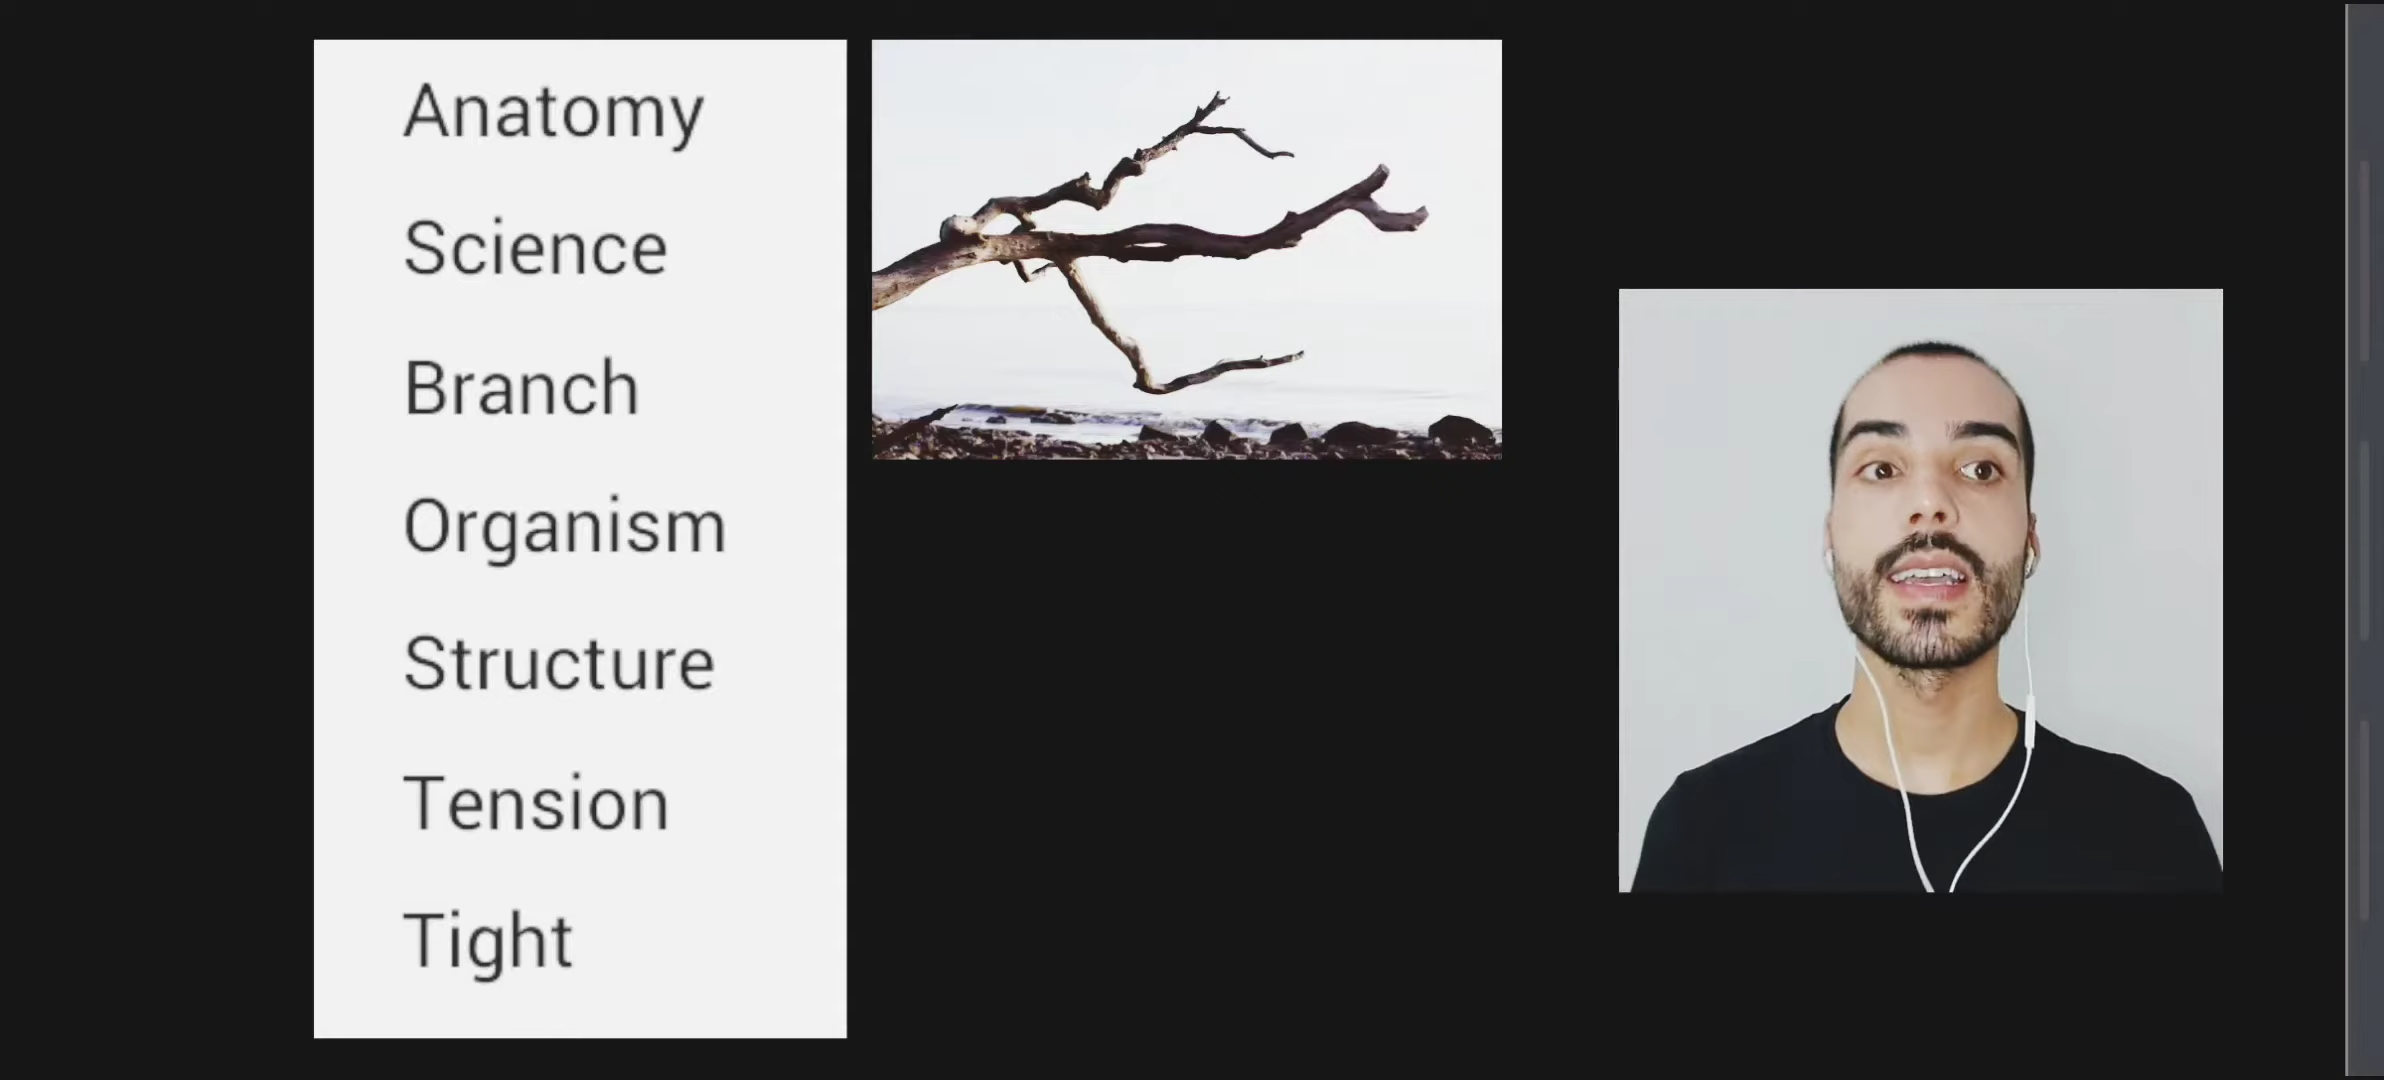 Anatomy
Science
Branch
Organism
Structure
Tension
Tight